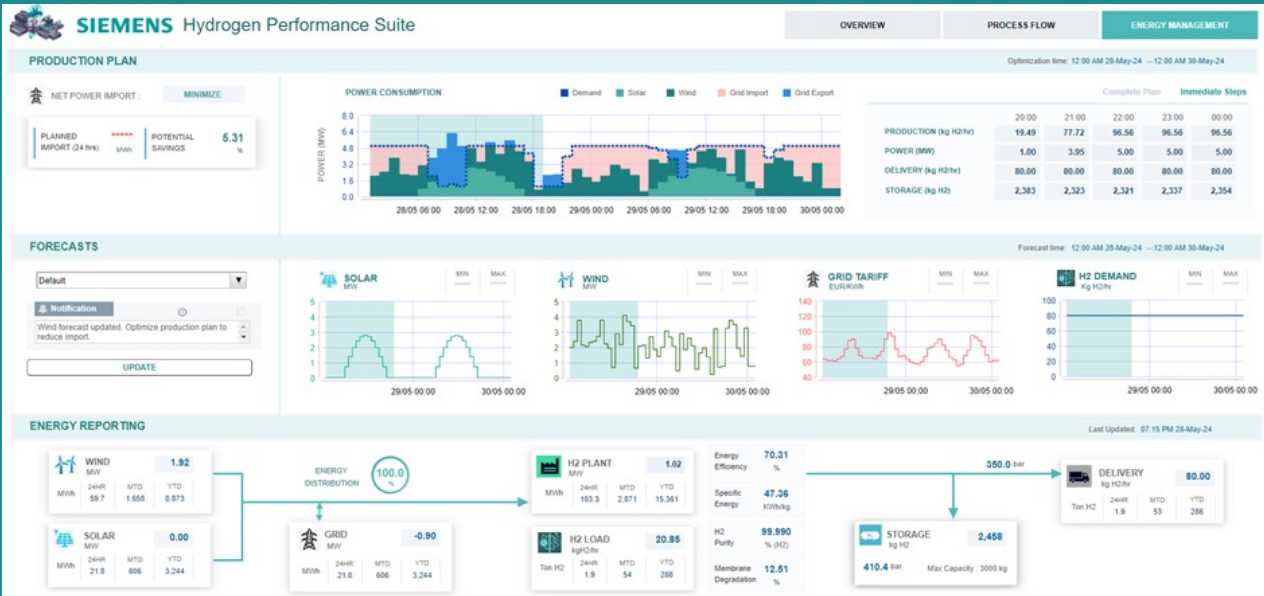 SIEMENS Hydrogen Performance Suite
OVERVIEW
PROCESS FLOW
ENERGY MANAGEMENT
PRODUCTION PLAN
Optimization time: 12:00 AM 28-May-24 --- 12:00 AM 30-May-24
NET POWER IMPORT :
MINIMIZE
PLANNED IMPORT (24 hrs)
*****
MWh
POTENTIAL SAVINGS
5.31
%
POWER CONSUMPTION
Demand Solar Wind Grid Import Grid Export
POWER (MW)
8.0
6.4
4.8
3.2
1.6
0.0
28/05 06:00 28/05 12:00 28/05 18:00 29/05 00:00 29/05 06:00 29/05 12:00 29/05 18:00 30/05 00:00
Complete Plan Immediate Steps
20:00 21:00 22:00 23:00 00:00
PRODUCTION (kg H2/hr) 19.49 77.72 96.56 96.56 96.56
POWER (MW) 1.00 3.95 5.00 5.00 5.00
DELIVERY (kg H2/hr) 80.00 80.00 80.00 80.00 80.00
STORAGE (kg H2) 2,383 2,323 2,321 2,337 2,354
FORECASTS
Forecast time: 12:00 AM 28-May-24 --- 12:00 AM 30-May-24
Default
Notification
Wind forecast updated. Optimize production plan to
reduce import.
UPDATE
SOLAR
MW
MIN MAX
5
4
3
2
1
0
29/05 00:00 30/05 00:00
WIND
MW
MIN MAX
5
4
3
2
1
0
29/05 00:00 30/05 00:00
GRID TARIFF
EUR/KWh
MIN MAX
140
120
100
80
60
40
29/05 00:00 30/05 00:00
H2 DEMAND
Kg H2/hr
MIN MAX
100
80
60
40
20
0
29/05 00:00 30/05 00:00
ENERGY REPORTING
Last Updated: 07:15 PM 28-May-24
WIND
MW
1.92
24HR MTD YTD
MWh 59.7 1,658 8,873
SOLAR
MW
0.00
24HR MTD YTD
MWh 21.8 606 3,244
ENERGY
DISTRIBUTION
100.0
%
GRID
MW
-0.90
24HR MTD YTD
MWh 21.8 606 3,244
H2 PLANT
MW
1.02
24HR MTD YTD
MWh 103.3 2,871 15,361
H2 LOAD
kgH2/hr
20.85
24HR MTD YTD
Ton H2 1.9 54 288
Energy Efficiency 70.31 %
Specific Energy 47.36 KWh/kg
H2 Purity 99.990 % (H2)
Membrane Degradation 12.51 %
350.0 bar
STORAGE
kg H2
2,458
410.4 bar
Max Capacity : 3000 kg
DELIVERY
kg H2/hr
80.00
24HR MTD YTD
Ton H2 1.9 53 286